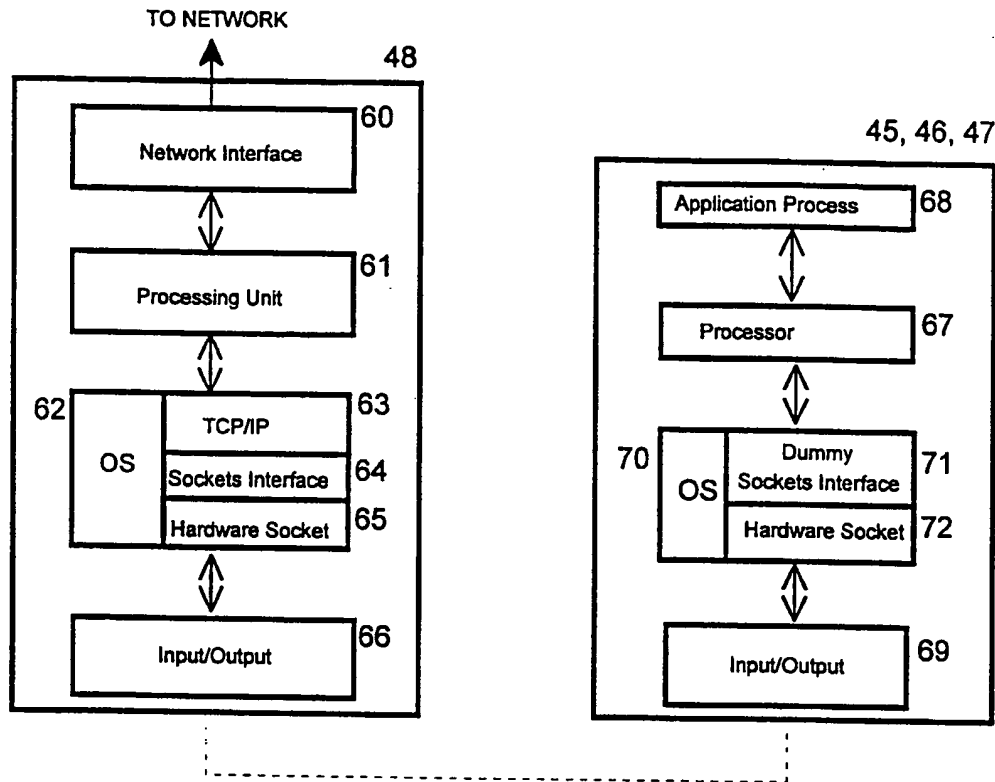 TO NETWORK
48
60
Network Interface
61
Processing Unit
62
OS
63
TCP/IP
64
Sockets Interface
65
Hardware Socket
66
Input/Output
45, 46, 47
Application Process
68
Processor
67
70
OS
Dummy
Sockets Interface
71
Hardware Socket
72
Input/Output
69